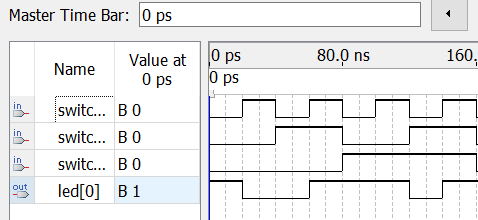 Master Time Bar: 0 ps
Name Value at 0 ps 0 ps 80.0 ns 160.
0 ps
in switc... B 0
in switc... B 0
in switc... B 0
out led[0] B 1